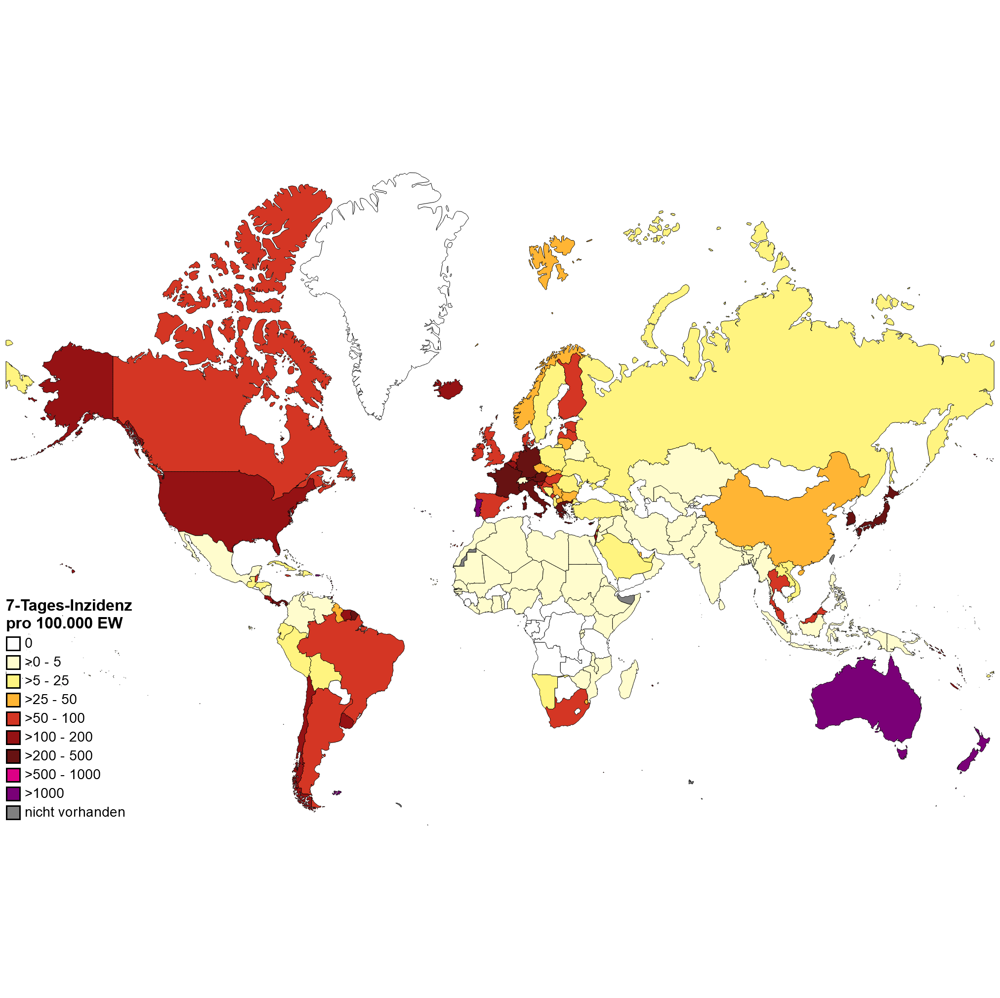 7-Tages-Inzidenz
pro 100.000 EW
0
>0 - 5
>5 - 25
>25 - 50
>50 - 100
>100 - 200
>200 - 500
>500 - 1000
>1000
nicht vorhanden